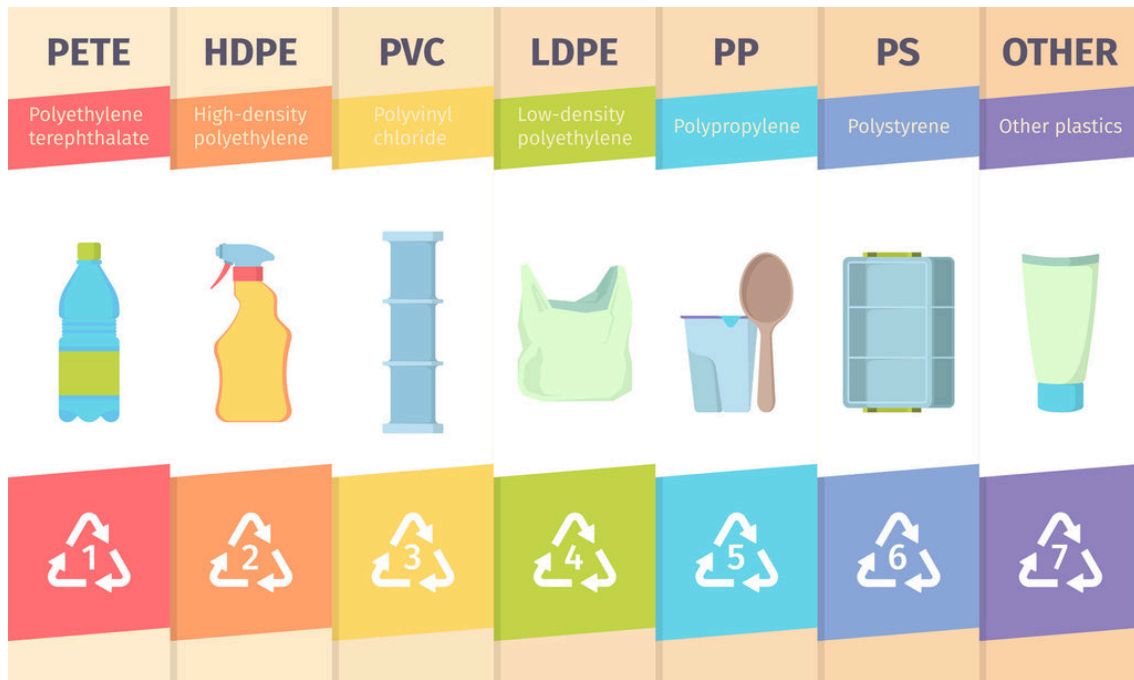 PETE
HDPE
PVC
LDPE
PP
PS
OTHER
Polyethylene
terephthalate
High-density
polyethylene
Polyvinyl
chloride
Low-density
polyethylene
Polypropylene
Polystyrene
Other plastics
1
2
3
4
5
6
7